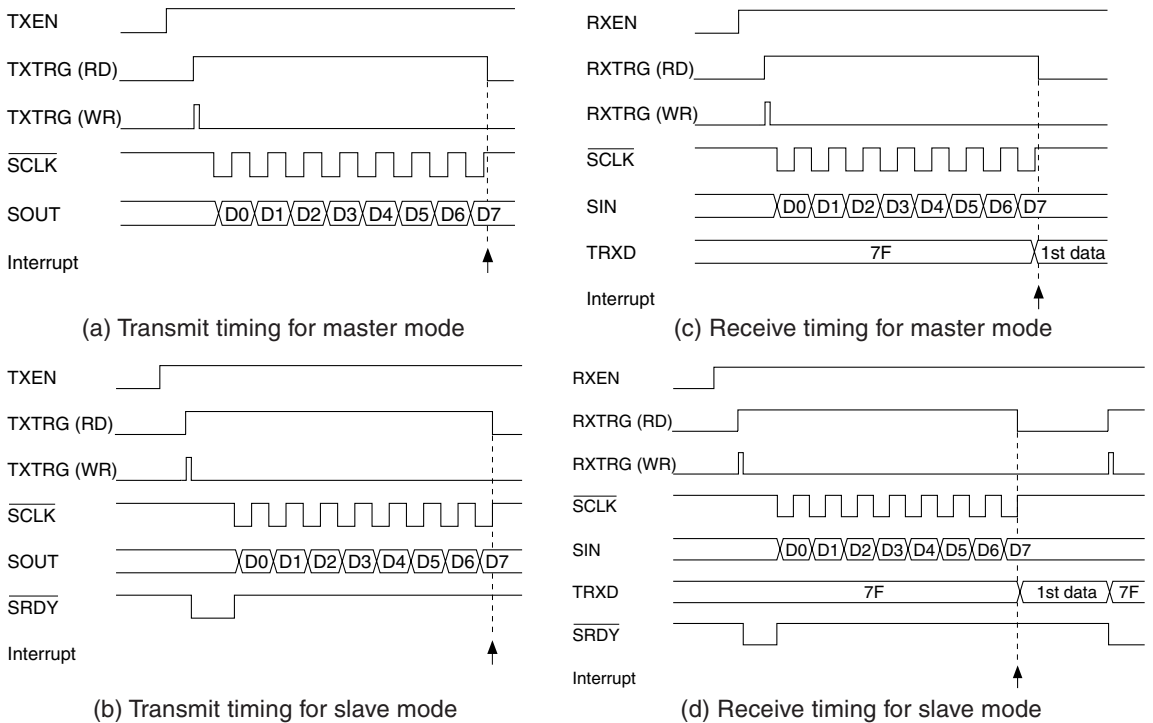 TXEN
TXTRG (RD)
TXTRG (WR)
SCLK
SOUT D0 D1 D2 D3 D4 D5 D6 D7
Interrupt
(a) Transmit timing for master mode
RXEN
RXTRG (RD)
RXTRG (WR)
SCLK
SIN D0 D1 D2 D3 D4 D5 D6 D7
TRXD 7F 1st data
Interrupt
(c) Receive timing for master mode
TXEN
TXTRG (RD)
TXTRG (WR)
SCLK
SOUT D0 D1 D2 D3 D4 D5 D6 D7
SRDY
Interrupt
(b) Transmit timing for slave mode
RXEN
RXTRG (RD)
RXTRG (WR)
SCLK
SIN D0 D1 D2 D3 D4 D5 D6 D7
TRXD 7F 1st data 7F
SRDY
Interrupt
(d) Receive timing for slave mode